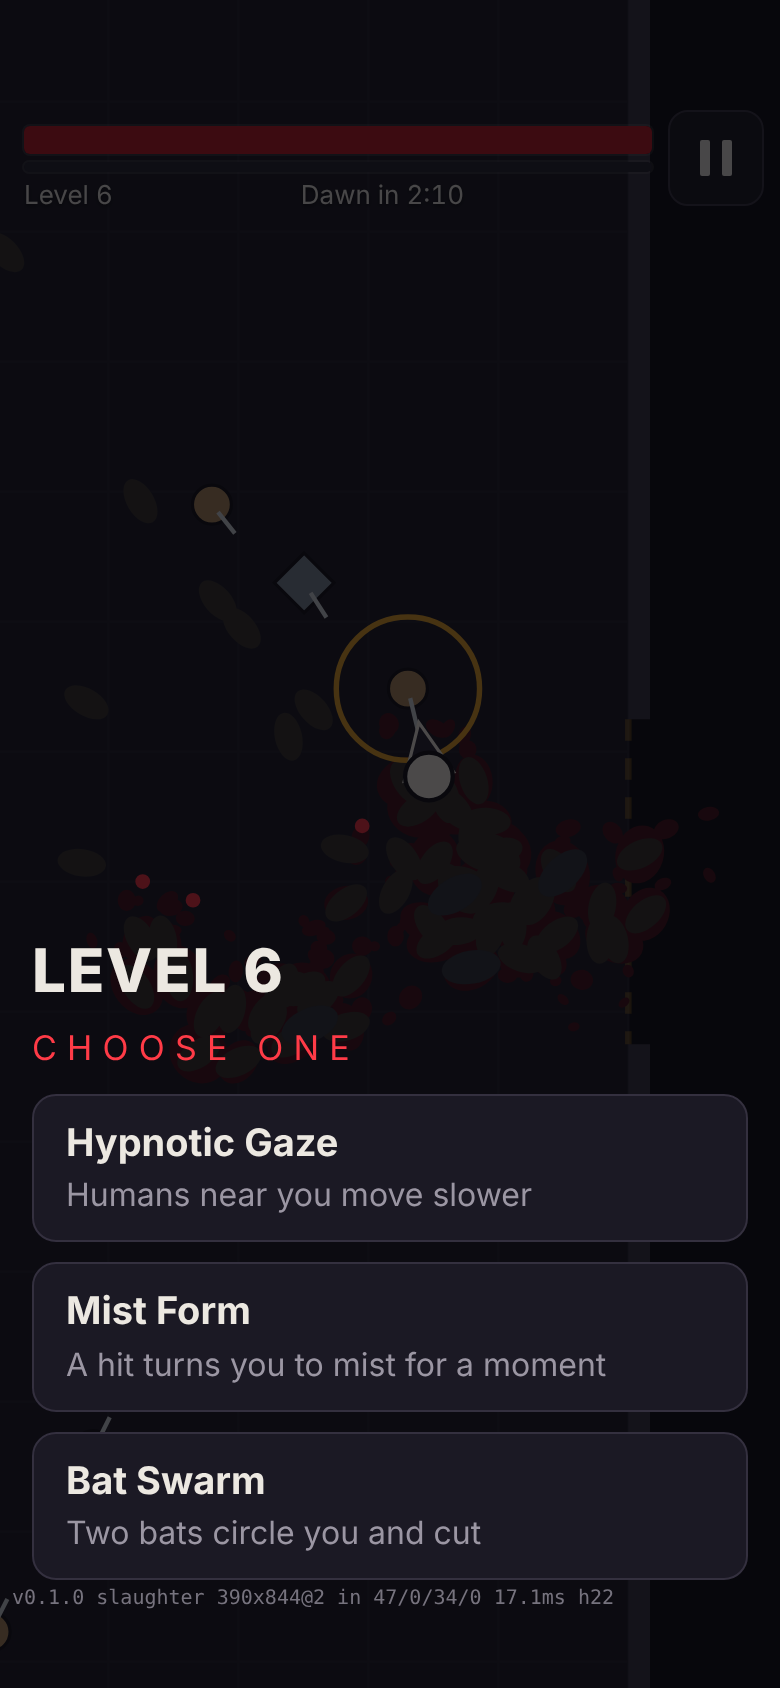 Level 6
Dawn in 2:10
LEVEL 6
CHOOSE ONE
Hypnotic Gaze
Humans near you move slower
Mist Form
A hit turns you to mist for a moment
Bat Swarm
Two bats circle you and cut
v0.1.0 slaughter 390x844@2 in 47/0/34/0 17.1ms h22